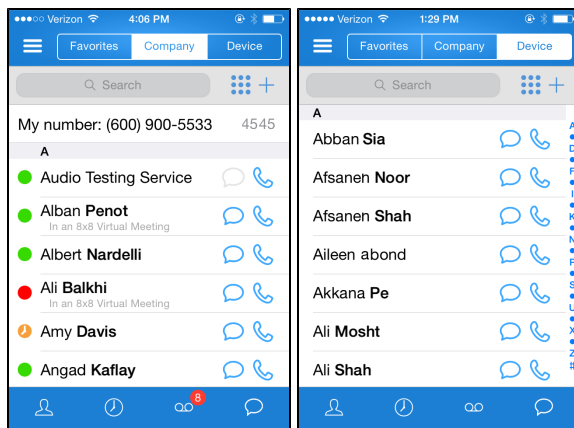 Verizon 4:06 PM
Favorites Company Device
Search
My number: (600) 900-5533 4545
A
Audio Testing Service
Alban Penot
In an 8x8 Virtual Meeting
Albert Nardelli
Ali Balkhi
In an 8x8 Virtual Meeting
Amy Davis
Angad Kaflay
8
Verizon 1:29 PM
Favorites Company Device
Search
A
Abban Sia
Afsaneh Noor
Afsanen Shah
Aileen abond
Akkana Pe
Ali Mosht
Ali Shah
A
D
F
I
K
N
S
U
X
Z
#